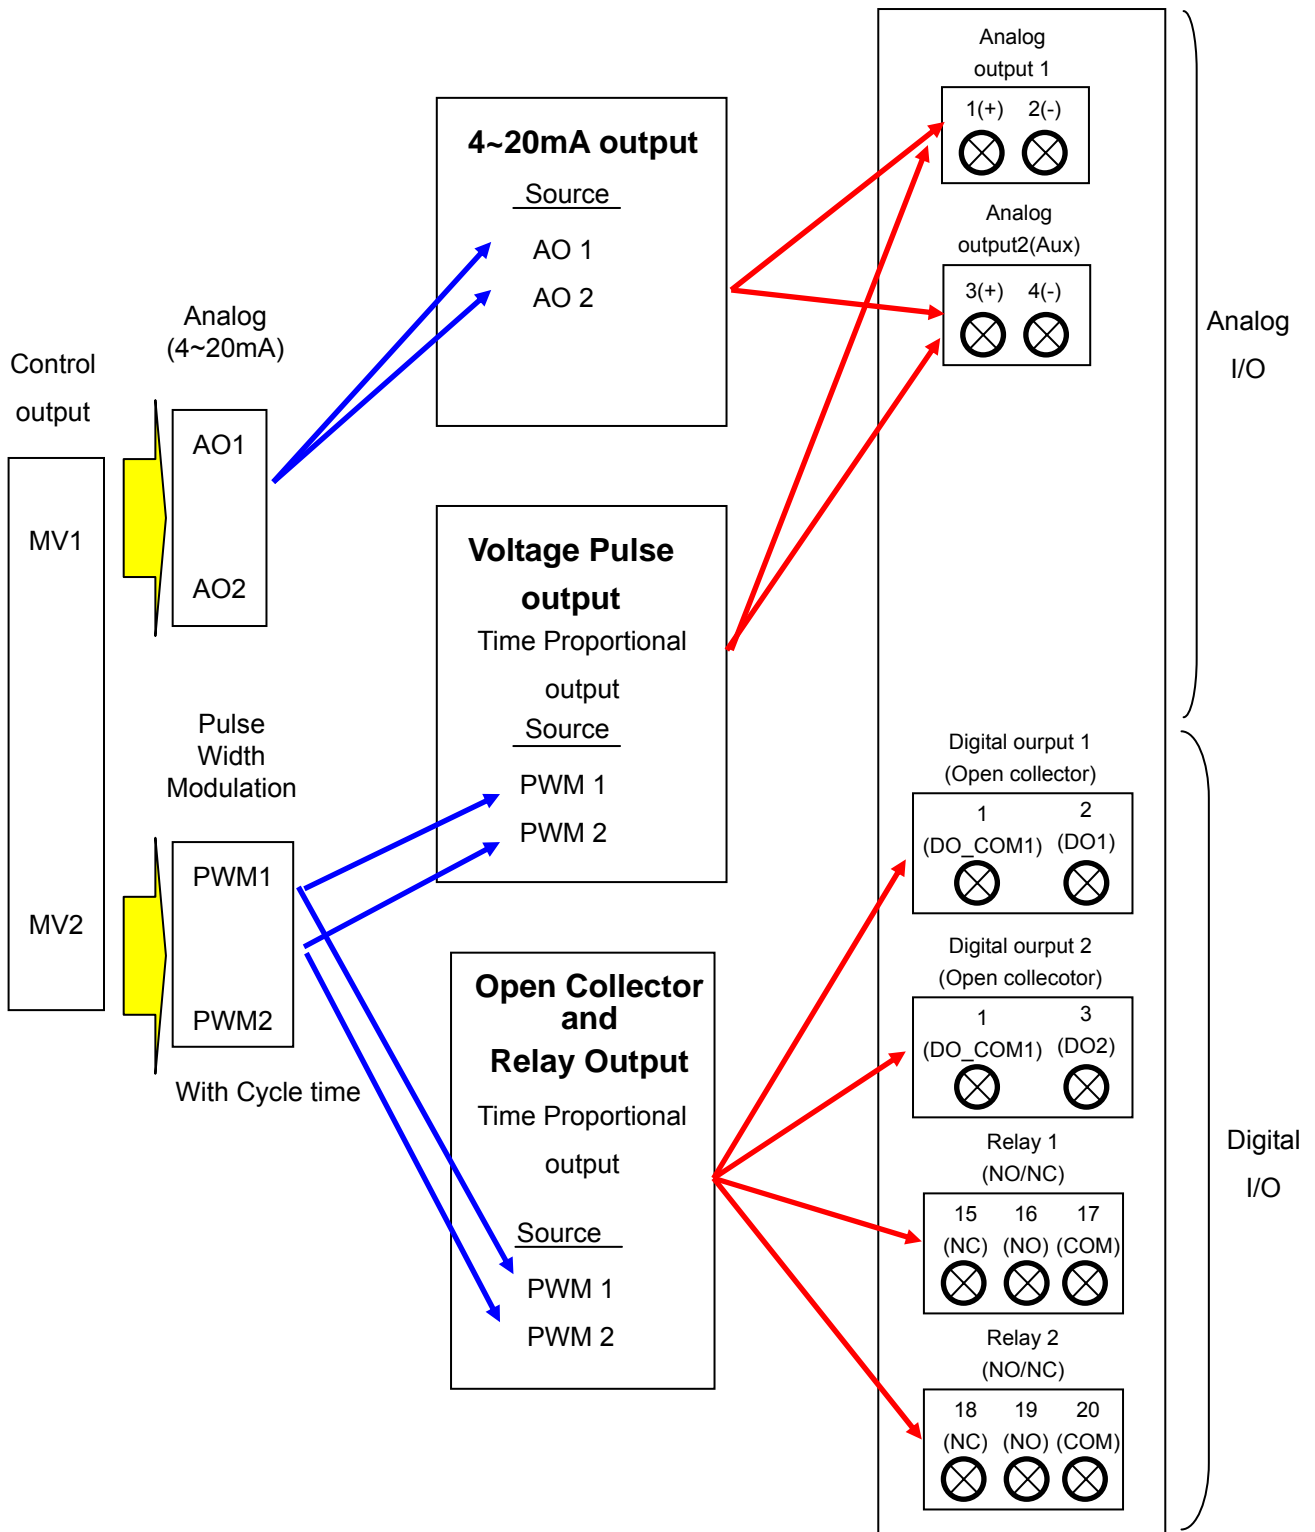 Control
output
MV1
MV2
Analog
(4~20mA)
AO1
AO2
Pulse
Width
Modulation
PWM1
PWM2
With Cycle time
4~20mA output
Source
AO 1
AO 2
Voltage Pulse
output
Time Proportional
output
Source
PWM 1
PWM 2
Open Collector
and
Relay Output
Time Proportional
output
Source
PWM 1
PWM 2
Analog
output 1
1(+) 2(-)
Analog
output2(Aux)
3(+) 4(-)
Analog
I/O
Digital ourput 1
(Open collector)
1 2
(DO_COM1) (DO1)
Digital ourput 2
(Open collecotor)
1 3
(DO_COM1) (DO2)
Relay 1
(NO/NC)
15 16 17
(NC) (NO) (COM)
Relay 2
(NO/NC)
18 19 20
(NC) (NO) (COM)
Digital
I/O